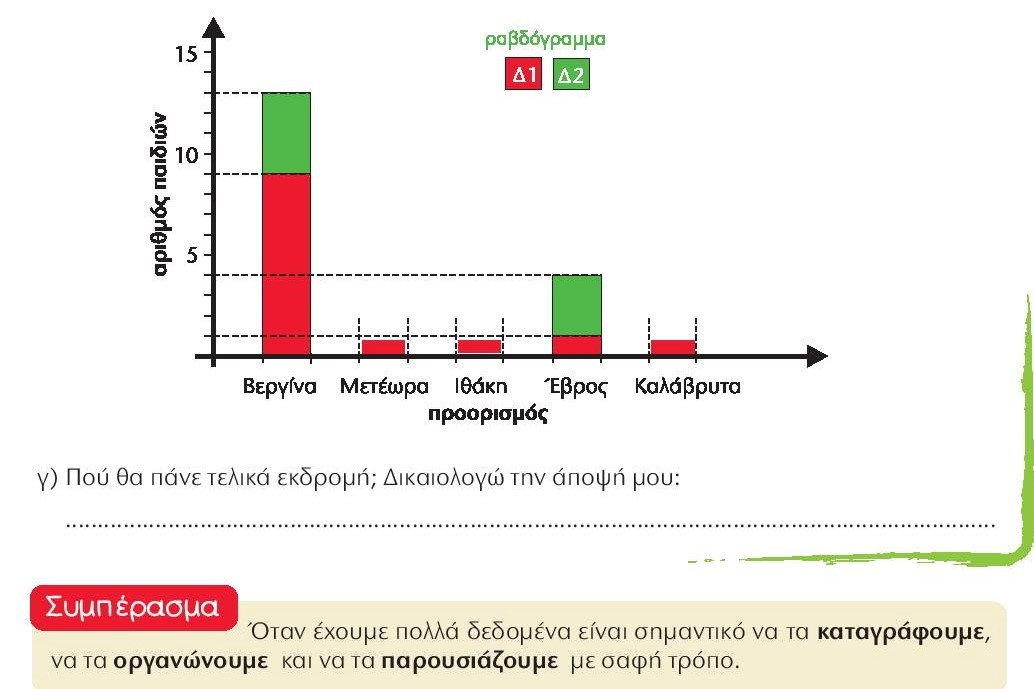 ραβδόγραμμα
Δ1 Δ2
15
10
5
αριθμός παιδιών
Βεργίνα Μετέωρα Ιθάκη Έβρος Καλάβρυτα
προορισμός
γ) Πού θα πάνε τελικά εκδρομή; Δικαιολογώ την άποψή μου:
Συμπέρασμα
Όταν έχουμε πολλά δεδομένα είναι σημαντικό να τα καταγράφουμε,
να τα οργανώνουμε και να τα παρουσιάζουμε με σαφή τρόπο.